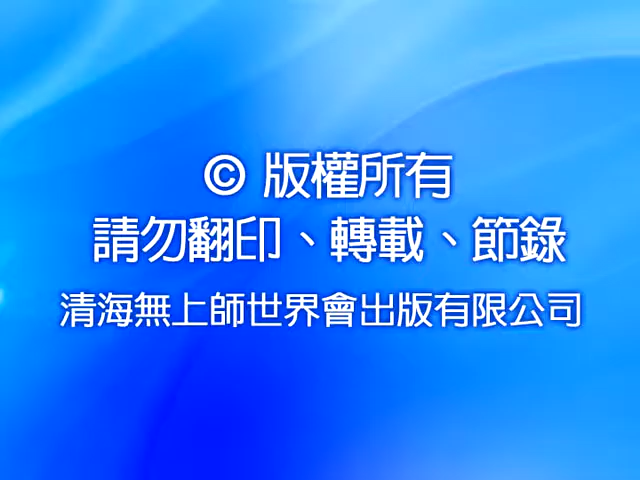 © 版權所有
請勿翻印、轉載、節錄
清海無上師世界會出版有限公司